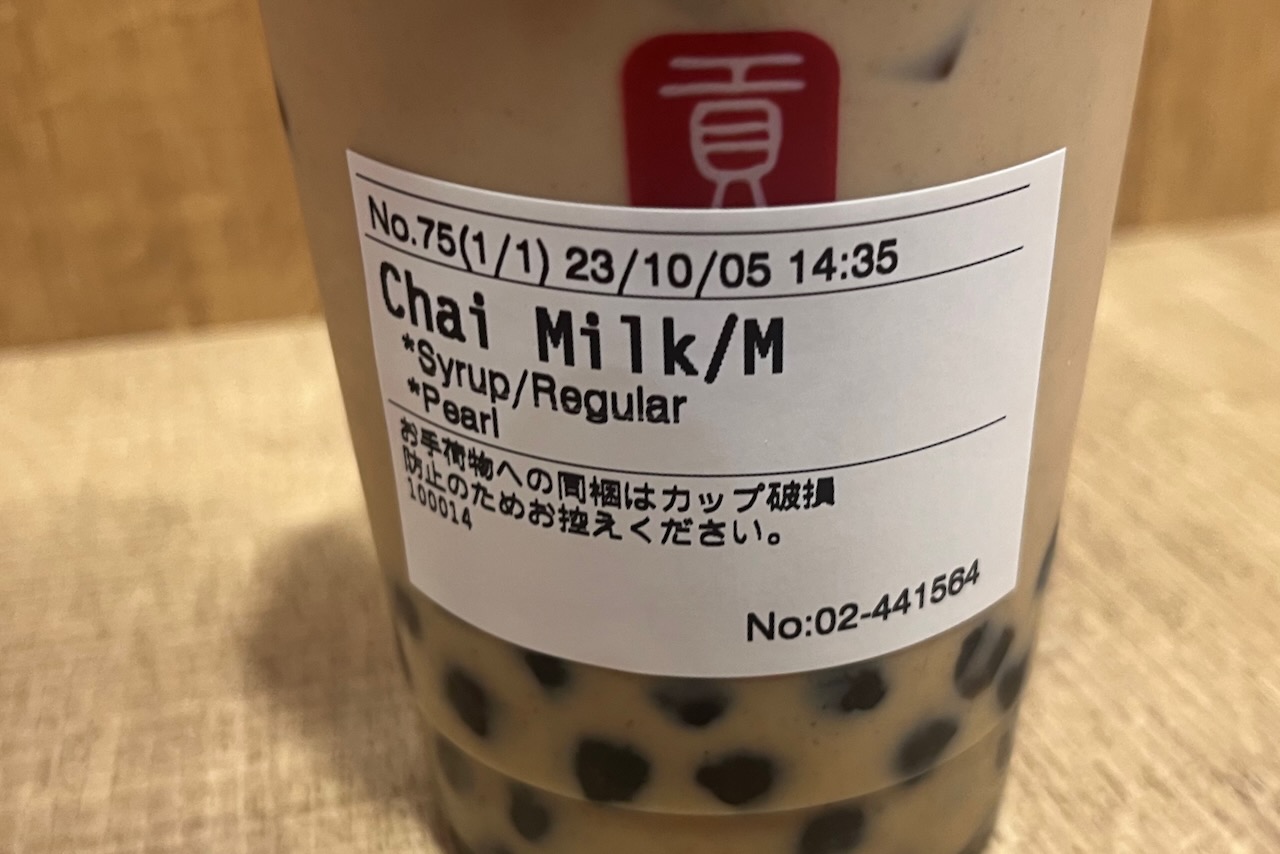 貢
No.75(1/1) 23/10/05 14:35
Chai Milk/M
*Syrup/Regular
*Pearl
お手荷物への同梱はカップ破損
防止のためお控えください。
100014
No:02-441564